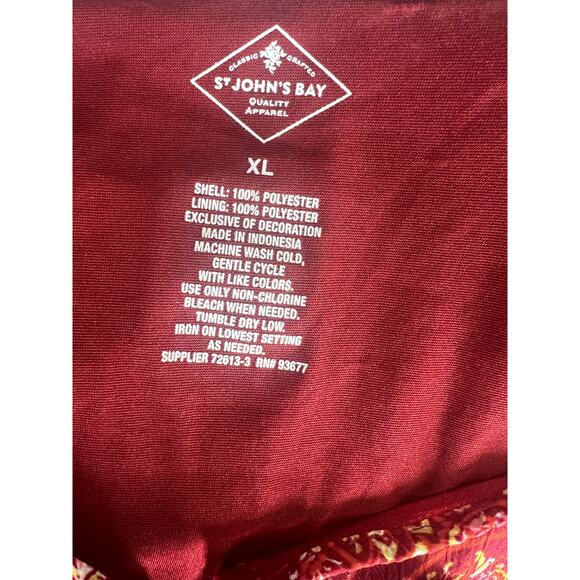 CLASSIC CRAFTED
ST JOHN'S BAY
QUALITY
APPAREL
XL
SHELL: 100% POLYESTER
LINING: 100% POLYESTER
EXCLUSIVE OF DECORATION
MADE IN INDONESIA
MACHINE WASH COLD,
GENTLE CYCLE
WITH LIKE COLORS.
USE ONLY NON-CHLORINE
BLEACH WHEN NEEDED.
TUMBLE DRY LOW.
IRON ON LOWEST SETTING
AS NEEDED.
SUPPLIER 72613-3 RN# 93677